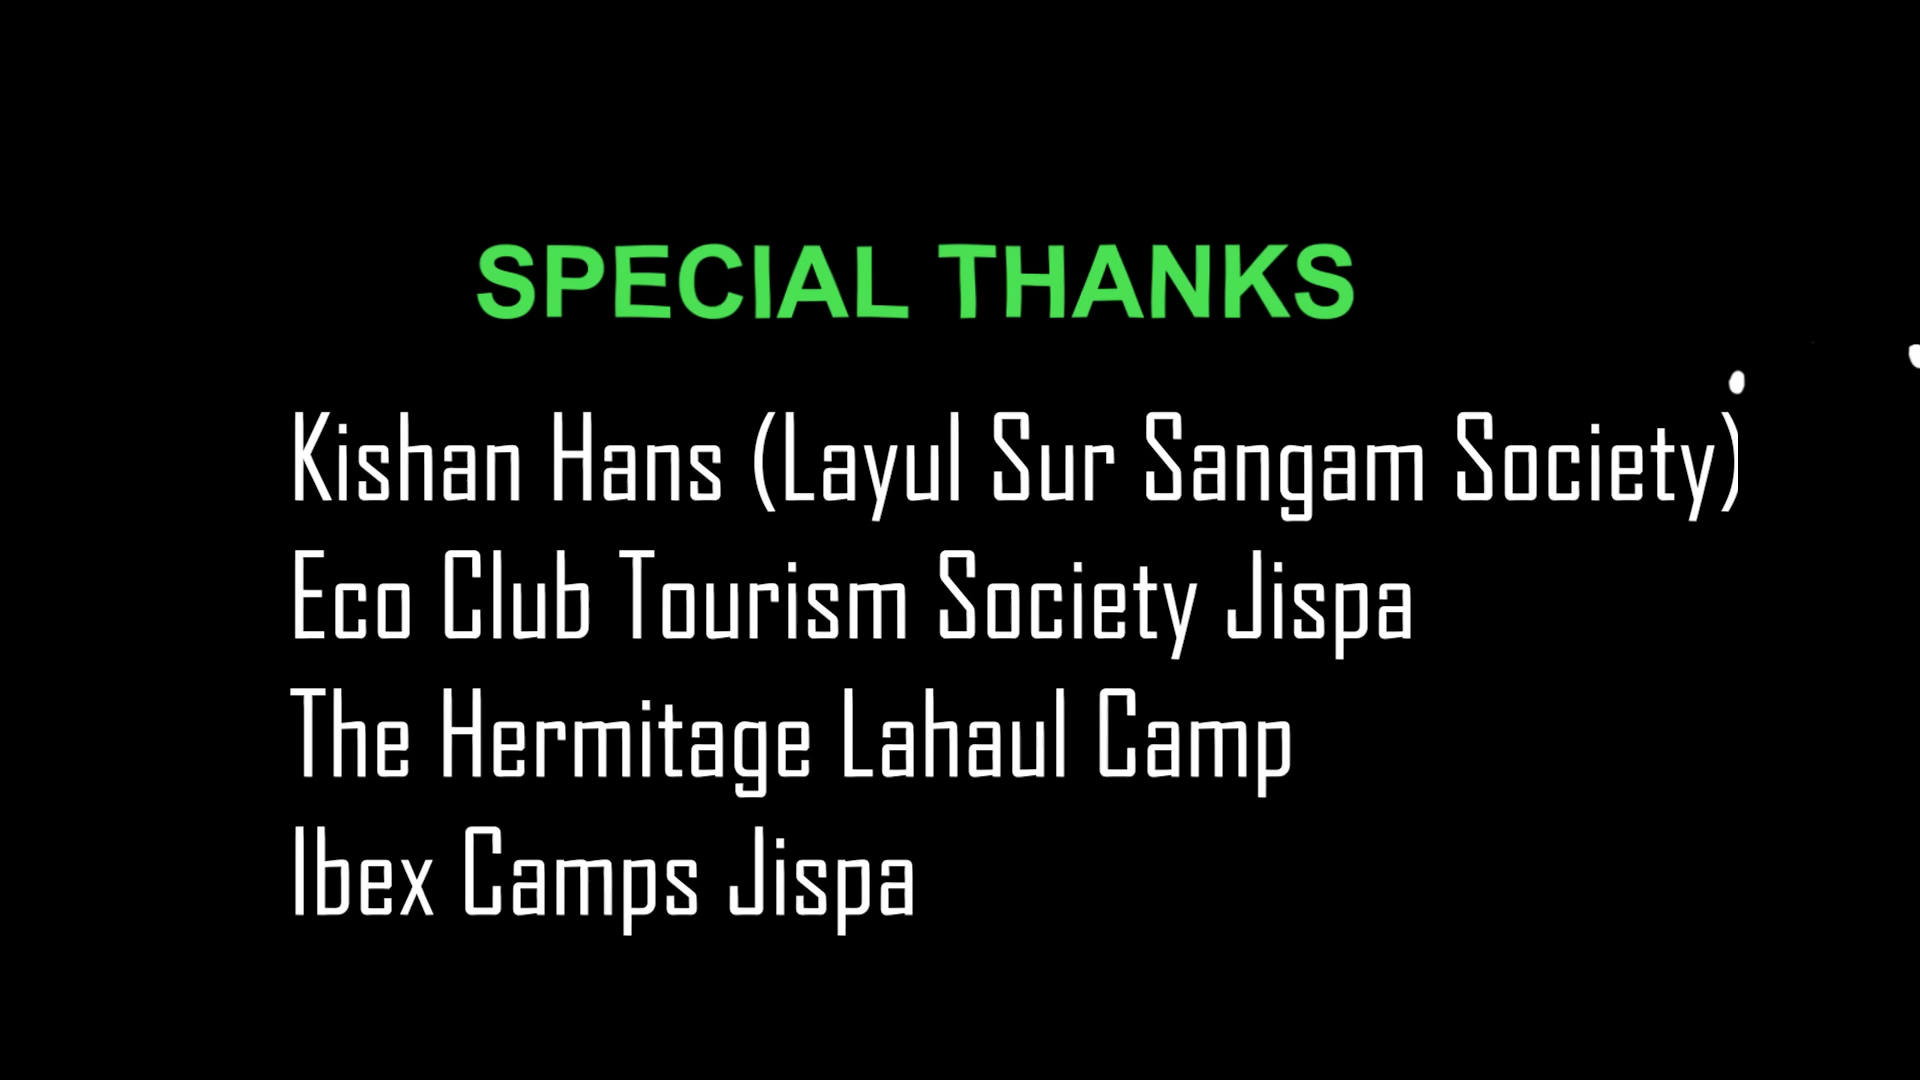 SPECIAL THANKS
Kishan Hans (Layul Sur Sangam Society)
Eco Club Tourism Society Jispa
The Hermitage Lahaul Camp
Ibex Camps Jispa